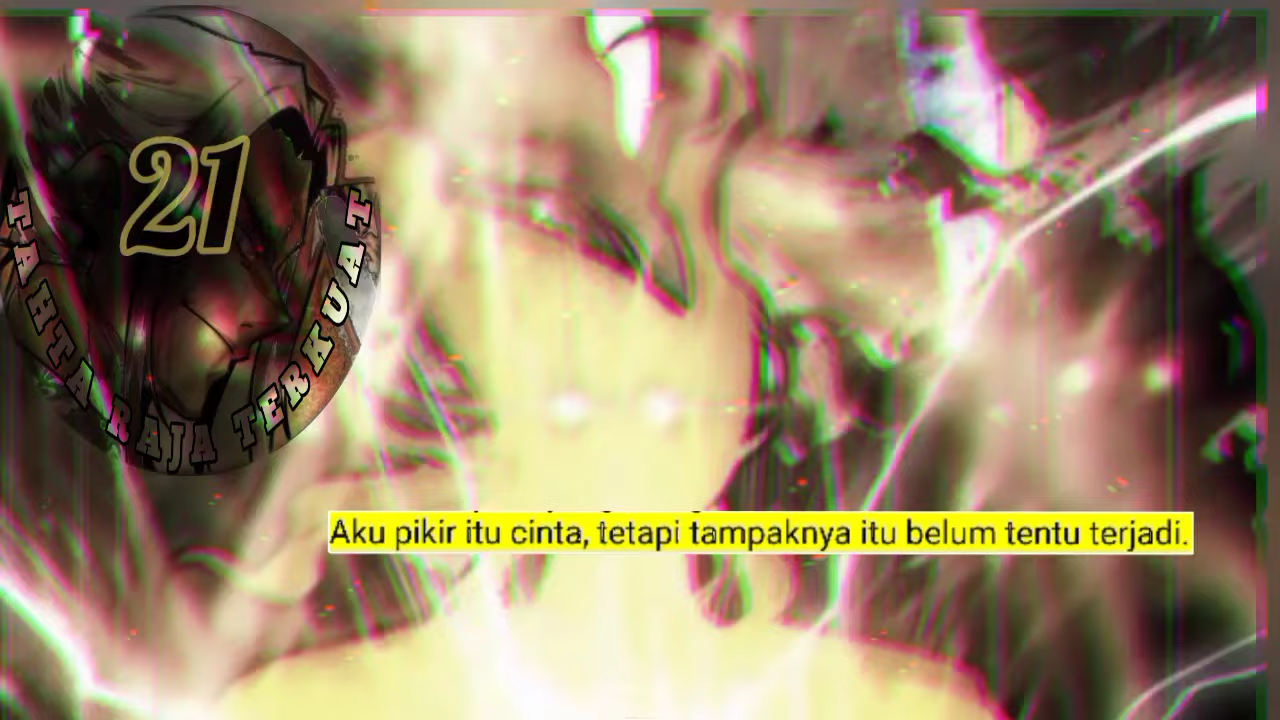 21
TAHTA RAJA TERKUAT
Aku pikir itu cinta, tetapi tampaknya itu belum tentu terjadi.